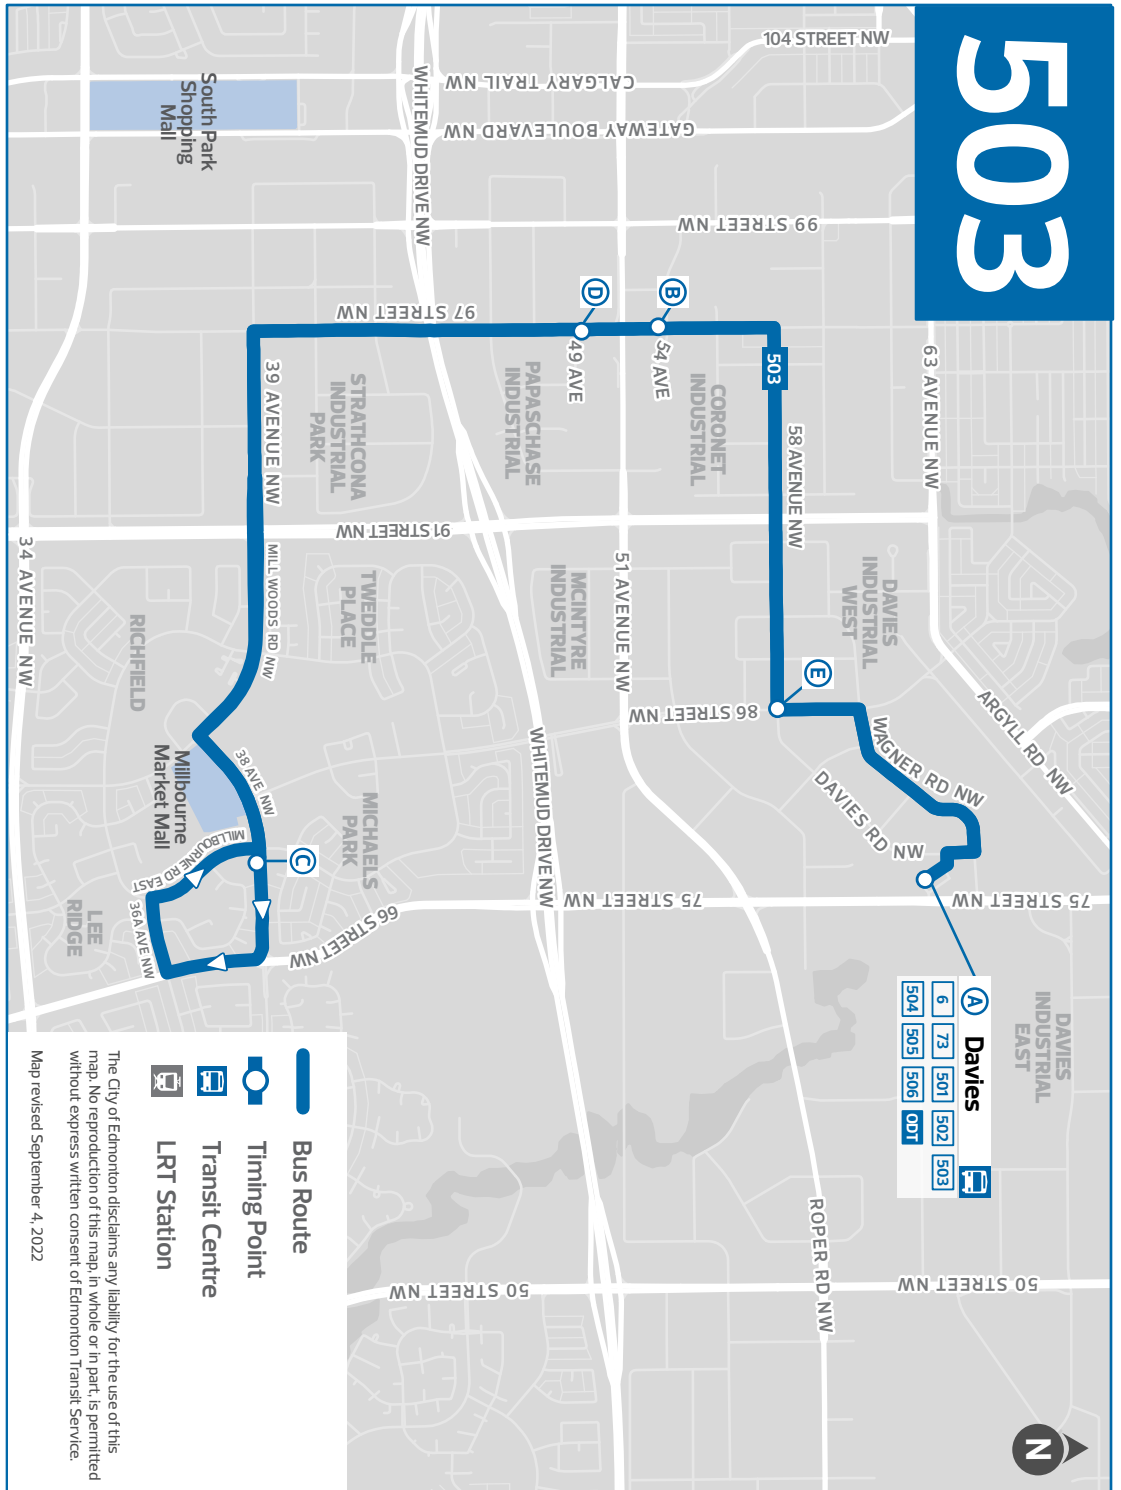 503
104 STREET NW
CALGARY TRAIL NW
GATEWAY BOULEVARD NW
WHITEMUD DRIVE NW
South Park
Shopping
Mall
99 STREET NW
63 AVENUE NW
B
D
97 STREET NW
54 AVE
49 AVE
503
CORONET
INDUSTRIAL
PAPASCHASE
INDUSTRIAL
STRATHCONA
INDUSTRIAL
PARK
39 AVENUE NW
58 AVENUE NW
91 STREET NW
34 AVENUE NW
MILL WOODS RD NW
51 AVENUE NW
DAVIES
INDUSTRIAL
WEST
MCINTYRE
INDUSTRIAL
TWEDDLE
PLACE
RICHFIELD
E
86 STREET NW
ARGYLL RD NW
WAGNER RD NW
DAVIES RD NW
WHITEMUD DRIVE NW
38 AVE NW
Millbourne
Market Mall
MICHAELS
PARK
MILLBOURNE RD EAST
C
75 STREET NW
75 STREET NW
66 STREET NW
36A AVE NW
LEE
RIDGE
DAVIES
INDUSTRIAL
EAST
A Davies
6 73 501 502 503
504 505 506 ODT
ROPER RD NW
50 STREET NW
50 STREET NW
Bus Route
Timing Point
Transit Centre
LRT Station
The City of Edmonton disclaims any liability for the use of this
map. No reproduction of this map, in whole or in part, is permitted
without express written consent of Edmonton Transit Service.
Map revised September 4, 2022
N